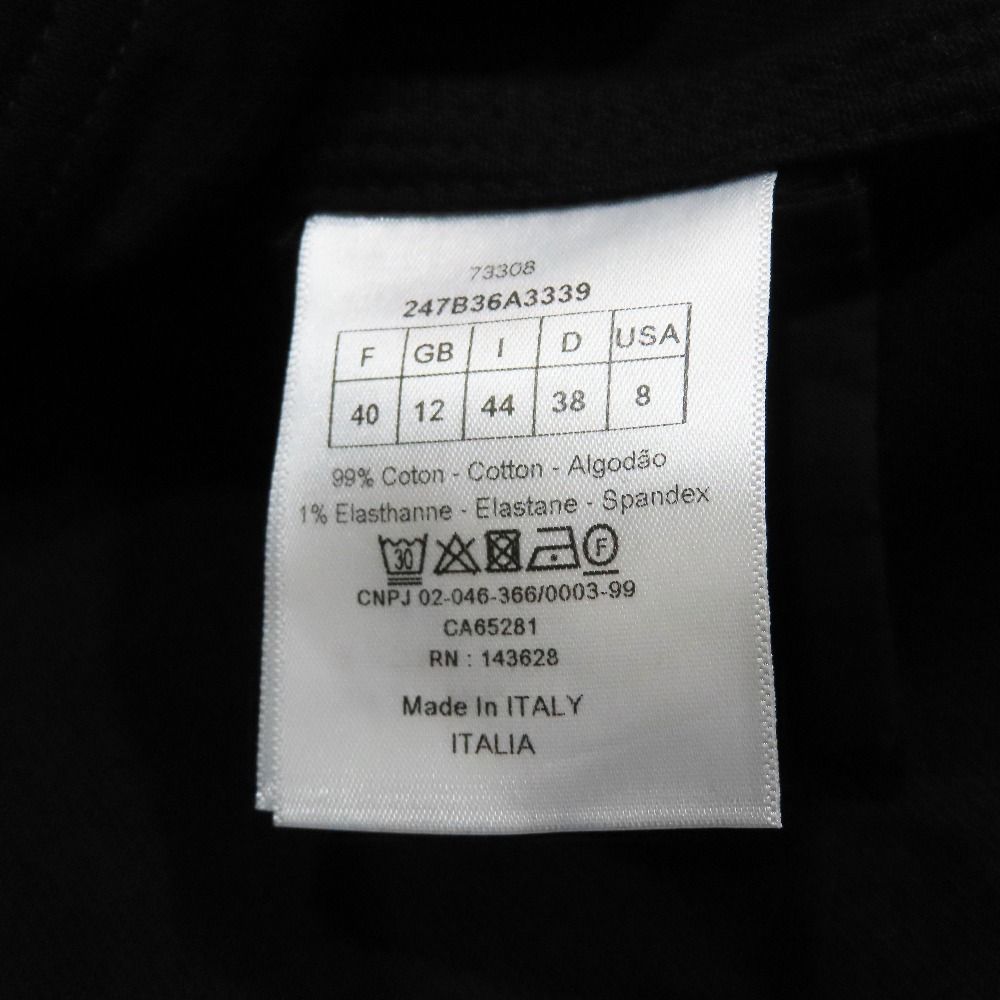 73308
247B36A3339
F GB I D USA
40 12 44 38 8
99% Coton - Cotton - Algodão
1% Elasthanne - Elastane - Spandex
30 F
CNPJ 02-046-366/0003-99
CA65281
RN : 143628
Made In ITALY
ITALIA